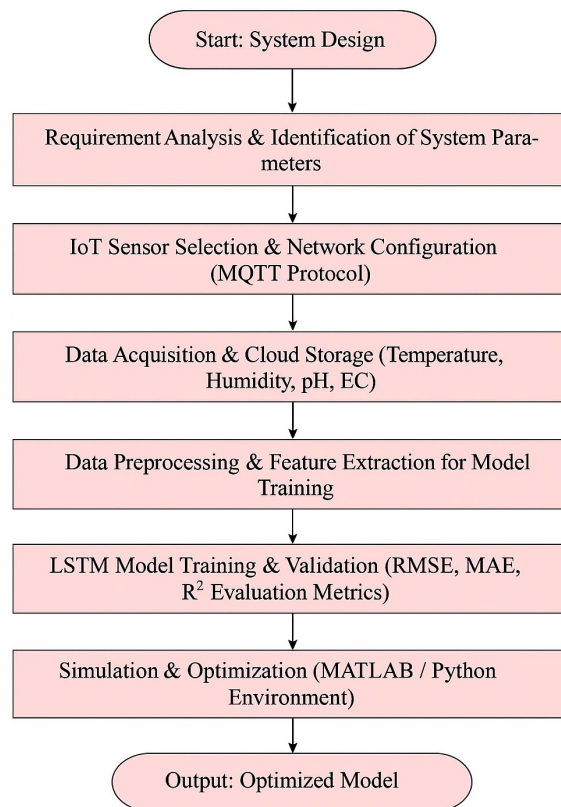 Start: System Design
Requirement Analysis & Identification of System Para-
meters
IoT Sensor Selection & Network Configuration
(MQTT Protocol)
Data Acquisition & Cloud Storage (Temperature,
Humidity, pH, EC)
Data Preprocessing & Feature Extraction for Model
Training
LSTM Model Training & Validation (RMSE, MAE,
R² Evaluation Metrics)
Simulation & Optimization (MATLAB / Python
Environment)
Output: Optimized Model